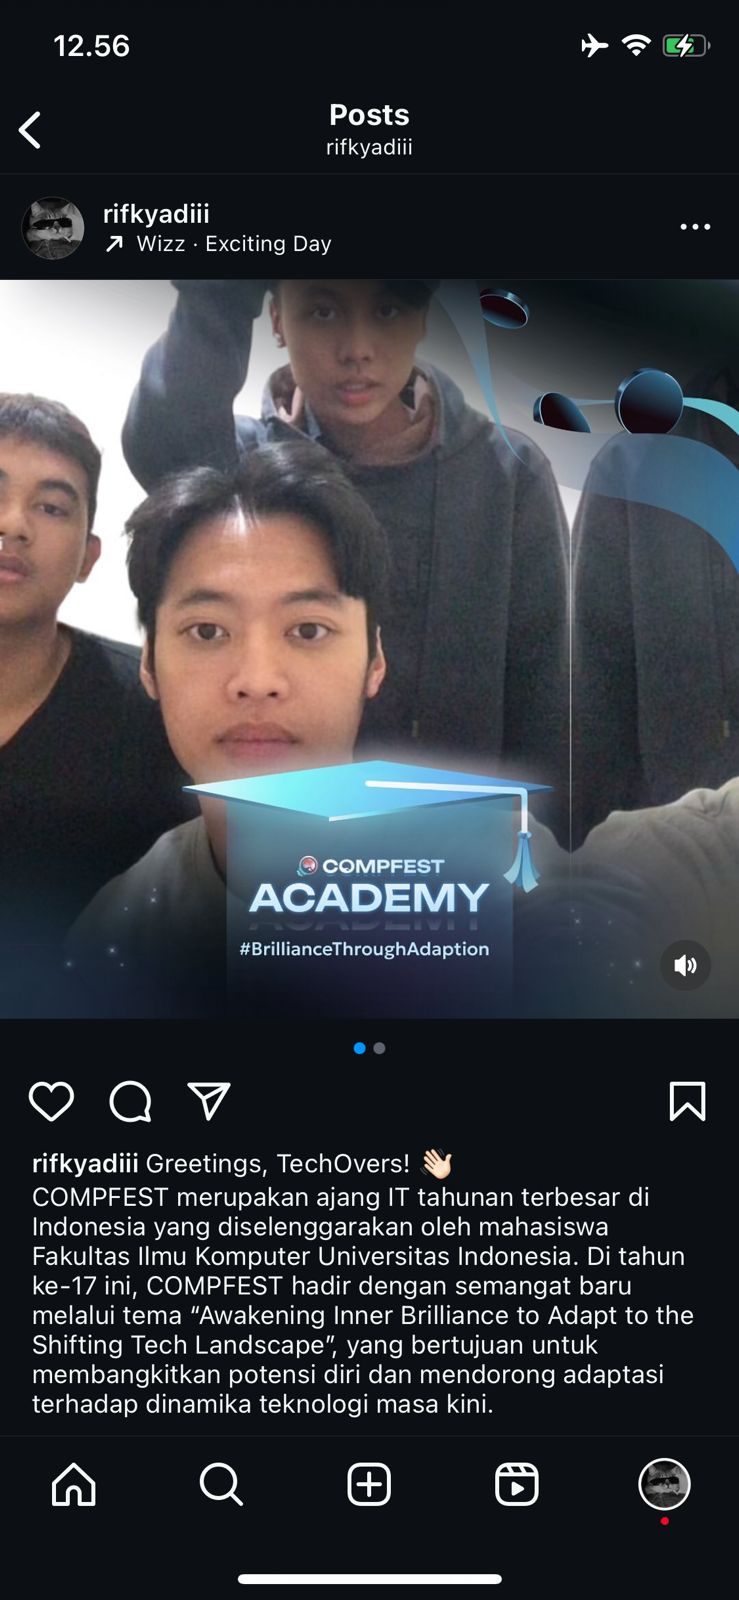 12.56
Posts
rifkyadiii
rifkyadiii
Wizz · Exciting Day
COMPFEST
ACADEMY
#BrillianceThroughAdaption
rifkyadiii Greetings, TechOvers! 👋🏻
COMPFEST merupakan ajang IT tahunan terbesar di
Indonesia yang diselenggarakan oleh mahasiswa
Fakultas Ilmu Komputer Universitas Indonesia. Di tahun
ke-17 ini, COMPFEST hadir dengan semangat baru
melalui tema “Awakening Inner Brilliance to Adapt to the
Shifting Tech Landscape”, yang bertujuan untuk
membangkitkan potensi diri dan mendorong adaptasi
terhadap dinamika teknologi masa kini.